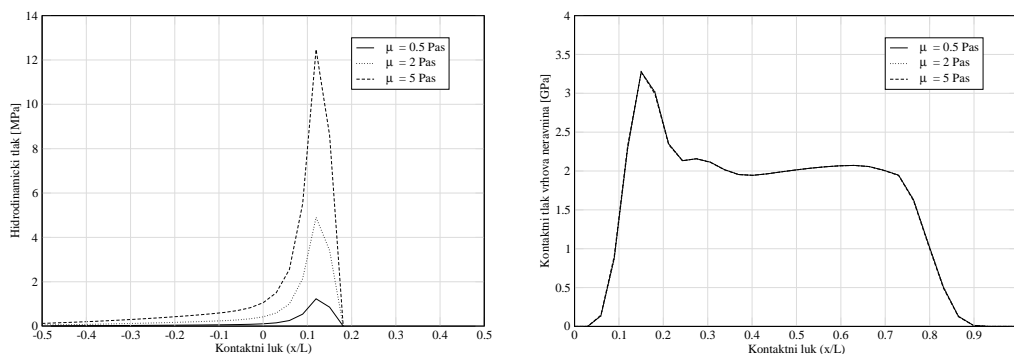 14
12
10
8
6
4
2
0
Hidrodinamicki tlak [MPa]
μ = 0.5 Pas
μ = 2 Pas
μ = 5 Pas
-0.5 -0.4 -0.3 -0.2 -0.1 0.0 0.1 0.2 0.3 0.4 0.5
Kontaktni luk (x/L)
4
3.5
3
2.5
2
1.5
1
0.5
0
Kontaktni tlak vrhova neravnina [GPa]
μ = 0.5 Pas
μ = 2 Pas
μ = 5 Pas
0.0 0.1 0.2 0.3 0.4 0.5 0.6 0.7 0.8 0.9
Kontaktni luk (x/L)